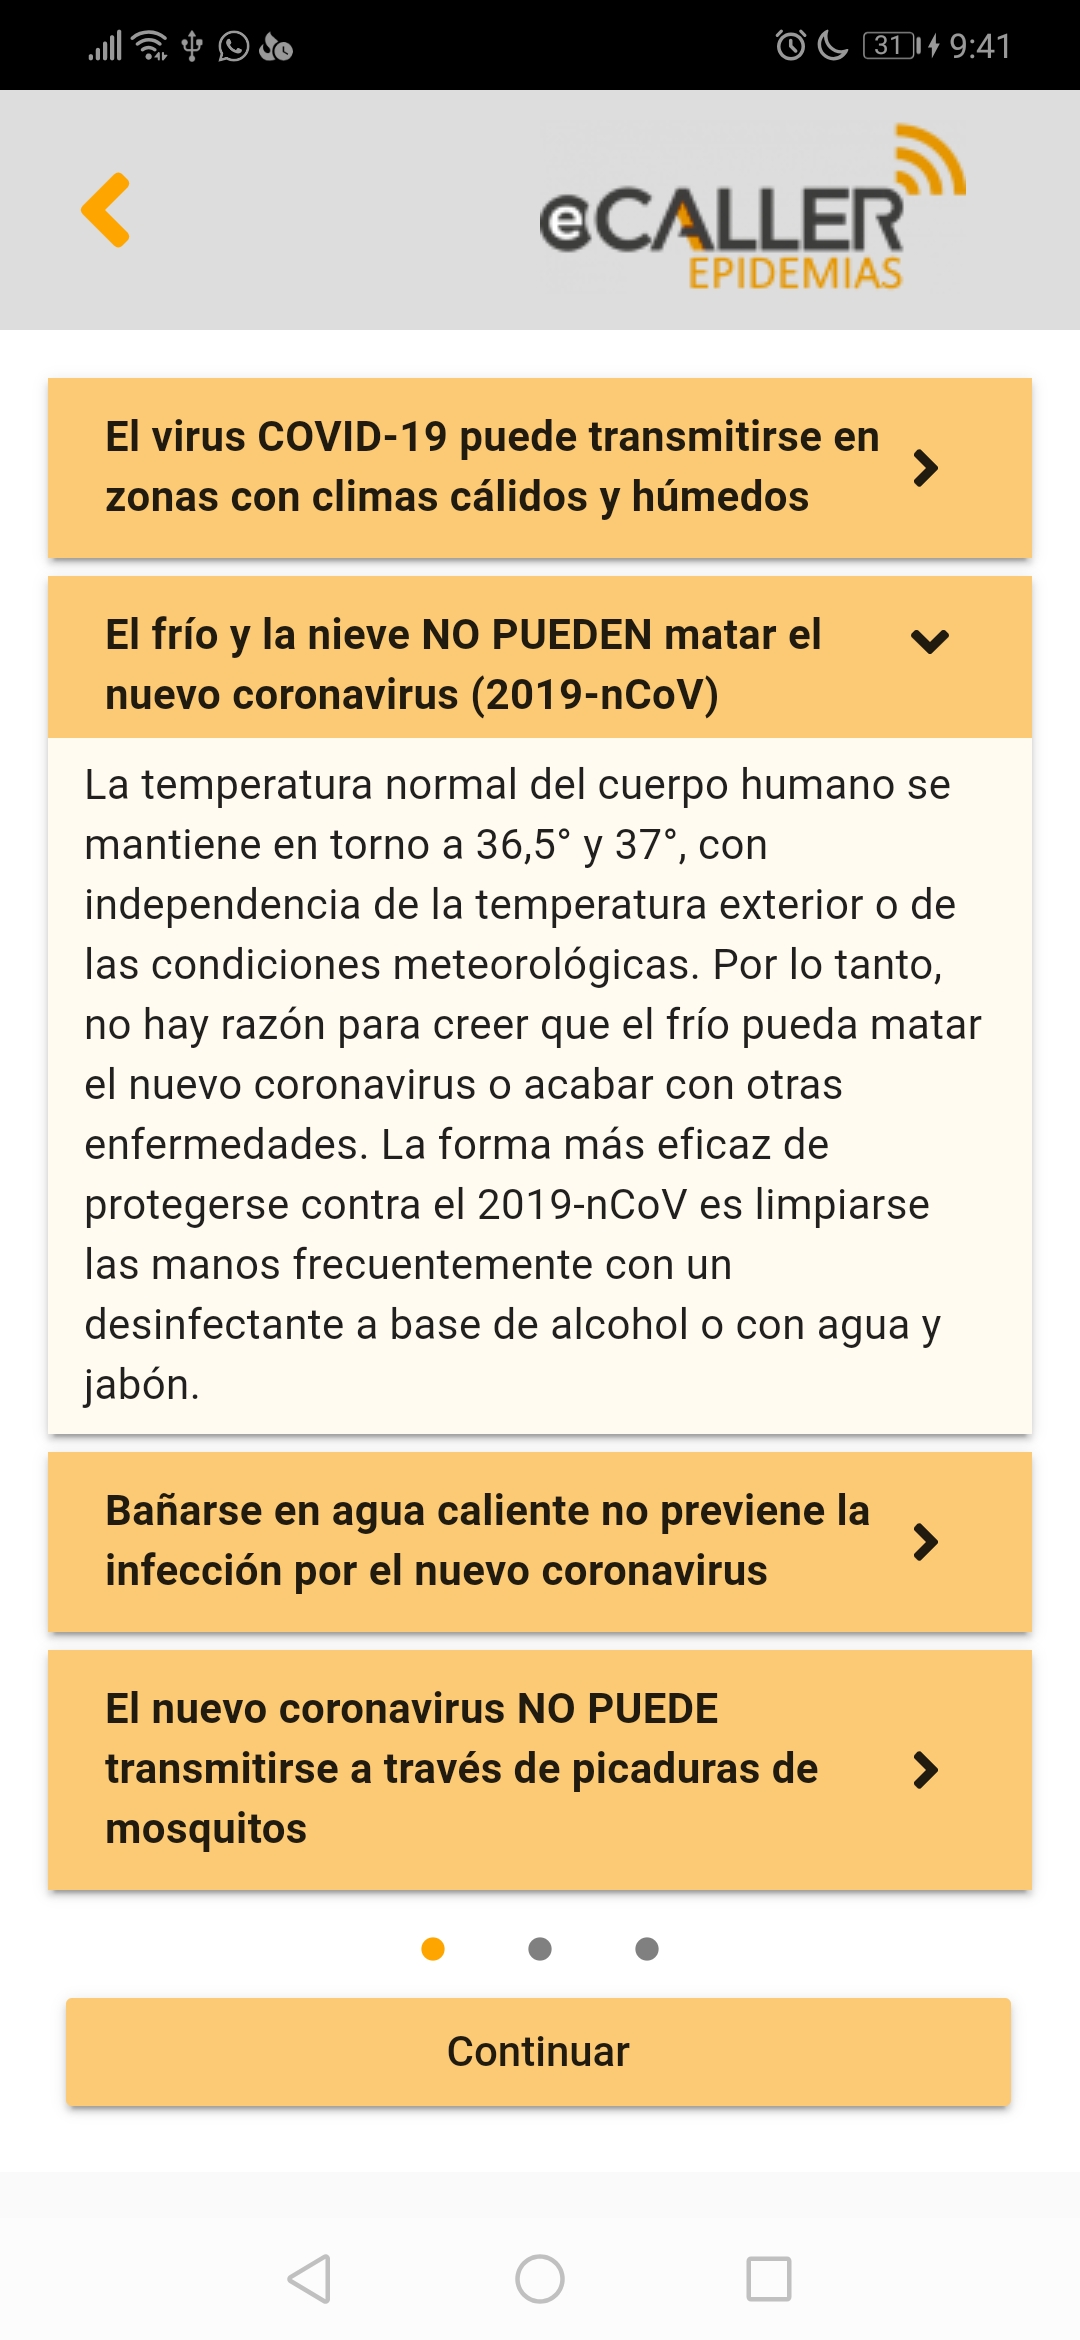 31
9:41
eCALLER
EPIDEMIAS
El virus COVID-19 puede transmitirse en
zonas con climas cálidos y húmedos
El frío y la nieve NO PUEDEN matar el
nuevo coronavirus (2019-nCoV)
La temperatura normal del cuerpo humano se
mantiene en torno a 36,5° y 37°, con
independencia de la temperatura exterior o de
las condiciones meteorológicas. Por lo tanto,
no hay razón para creer que el frío pueda matar
el nuevo coronavirus o acabar con otras
enfermedades. La forma más eficaz de
protegerse contra el 2019-nCoV es limpiarse
las manos frecuentemente con un
desinfectante a base de alcohol o con agua y
jabón.
Bañarse en agua caliente no previene la
infección por el nuevo coronavirus
El nuevo coronavirus NO PUEDE
transmitirse a través de picaduras de
mosquitos
Continuar